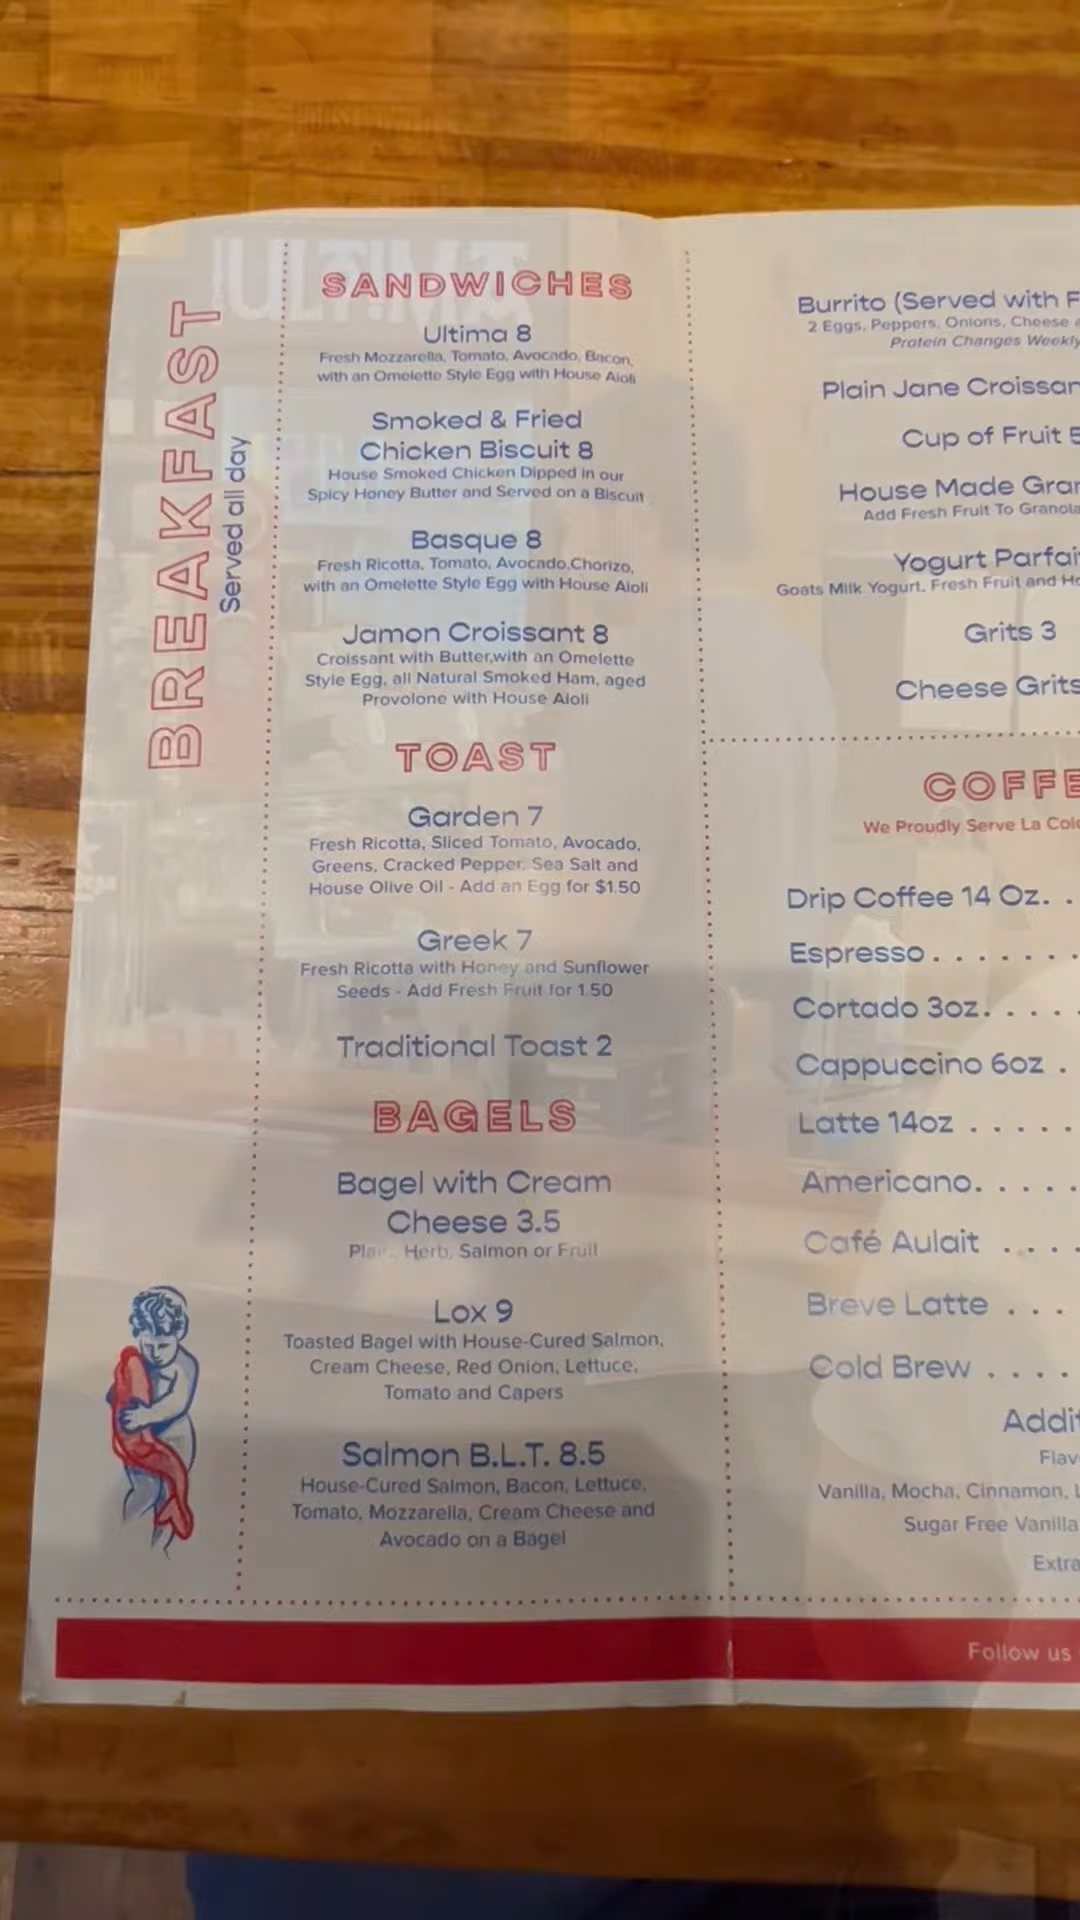 ULTIMA
BREAKFAST
Served all day
SANDWICHES
Ultima 8
Fresh Mozzarella, Tomato, Avocado, Bacon,
with an Omelette Style Egg with House Aioli
Smoked & Fried
Chicken Biscuit 8
House Smoked Chicken Dipped in our
Spicy Honey Butter and Served on a Biscuit
Basque 8
Fresh Ricotta, Tomato, Avocado,Chorizo,
with an Omelette Style Egg with House Aioli
Jamon Croissant 8
Croissant with Butter,with an Omelette
Style Egg, all Natural Smoked Ham, aged
Provolone with House Aioli
TOAST
Garden 7
Fresh Ricotta, Sliced Tomato, Avocado,
Greens, Cracked Pepper, Sea Salt and
House Olive Oil - Add an Egg for $1.50
Greek 7
Fresh Ricotta with Honey and Sunflower
Seeds - Add Fresh Fruit for 1.50
Traditional Toast 2
BAGELS
Bagel with Cream
Cheese 3.5
Plain, Herb, Salmon or Fruit
Lox 9
Toasted Bagel with House-Cured Salmon,
Cream Cheese, Red Onion, Lettuce,
Tomato and Capers
Salmon B.L.T. 8.5
House-Cured Salmon, Bacon, Lettuce,
Tomato, Mozzarella, Cream Cheese and
Avocado on a Bagel
Burrito (Served with F
2 Eggs, Peppers, Onions, Cheese
Protein Changes Weekly
Plain Jane Croissan
Cup of Fruit 5
House Made Gran
Add Fresh Fruit To Granola
Yogurt Parfai
Goats Milk Yogurt, Fresh Fruit and Ho
Grits 3
Cheese Grits
COFFE
We Proudly Serve La Col
Drip Coffee 14 Oz. .
Espresso . . . . . . .
Cortado 3oz. . . . .
Cappuccino 6oz .
Latte 14oz . . . . .
Americano. . . . .
Café Aulait . . . .
Breve Latte . . .
Cold Brew . . . .
Addit
Flav
Vanilla, Mocha, Cinnamon,
Sugar Free Vanilla
Extra
Follow us